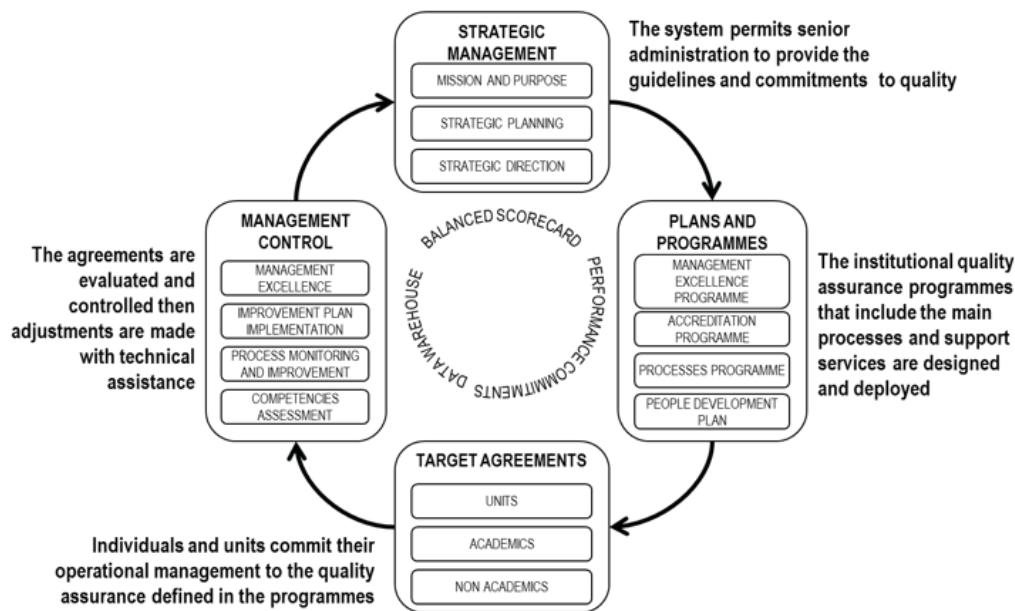 STRATEGIC
MANAGEMENT
MISSION AND PURPOSE
STRATEGIC PLANNING
STRATEGIC DIRECTION
The system permits senior
administration to provide the
guidelines and commitments to quality
PLANS AND
PROGRAMMES
MANAGEMENT
EXCELLENCE
PROGRAMME
ACCREDITATION
PROGRAMME
PROCESSES PROGRAMME
PEOPLE DEVELOPMENT
PLAN
The institutional quality
assurance programmes
that include the main
processes and support
services are designed
and deployed
TARGET AGREEMENTS
UNITS
ACADEMICS
NON ACADEMICS
Individuals and units commit their
operational management to the quality
assurance defined in the programmes
MANAGEMENT
CONTROL
MANAGEMENT
EXCELLENCE
IMPROVEMENT PLAN
IMPLEMENTATION
PROCESS MONITORING
AND IMPROVEMENT
COMPETENCIES
ASSESSMENT
The agreements are
evaluated and
controlled then
adjustments are made
with technical
assistance
BALANCED SCORECARD
PERFORMANCE COMMITMENTS
DATA WAREHOUSE